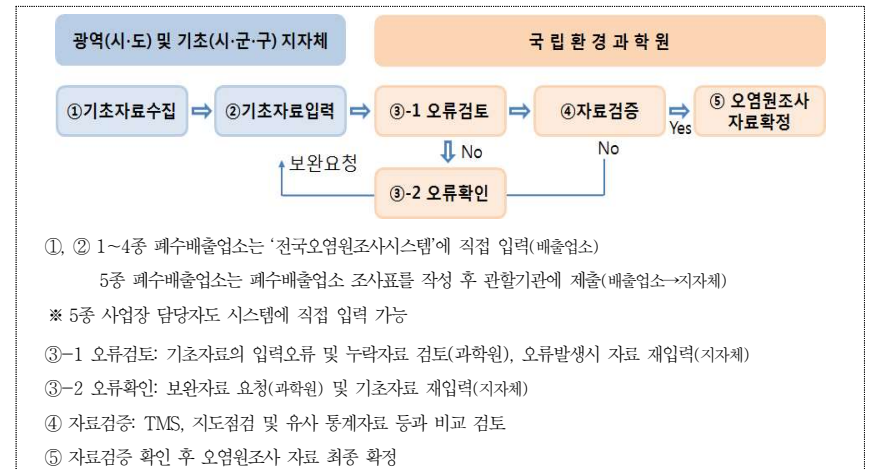 광역(시·도) 및 기초(시·군·구) 지자체
국 립 환 경 과 학 원
①기초자료수집
②기초자료입력
③-1 오류검토
④자료검증
Yes
⑤ 오염원조사
자료확정
No
No
보완요청
③-2 오류확인
①, ② 1~4종 폐수배출업소는 ‘전국오염원조사시스템’에 직접 입력(배출업소)
5종 폐수배출업소는 폐수배출업소 조사표를 작성 후 관할기관에 제출(배출업소→지자체)
※ 5종 사업장 담당자도 시스템에 직접 입력 가능
③-1 오류검토: 기초자료의 입력오류 및 누락자료 검토(과학원), 오류발생시 자료 재입력(지자체)
③-2 오류확인: 보완자료 요청(과학원) 및 기초자료 재입력(지자체)
④ 자료검증: TMS, 지도점검 및 유사 통계자료 등과 비교 검토
⑤ 자료검증 확인 후 오염원조사 자료 최종 확정